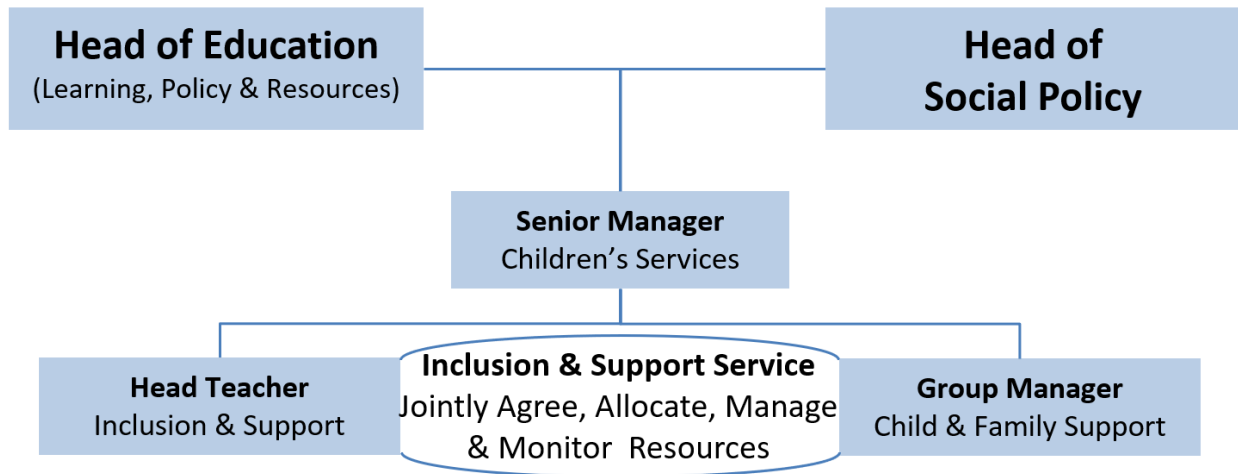 Head of Education
(Learning, Policy & Resources)
Head of
Social Policy
Senior Manager
Children’s Services
Head Teacher
Inclusion & Support
Inclusion & Support Service
Jointly Agree, Allocate, Manage
& Monitor  Resources
Group Manager
Child & Family Support